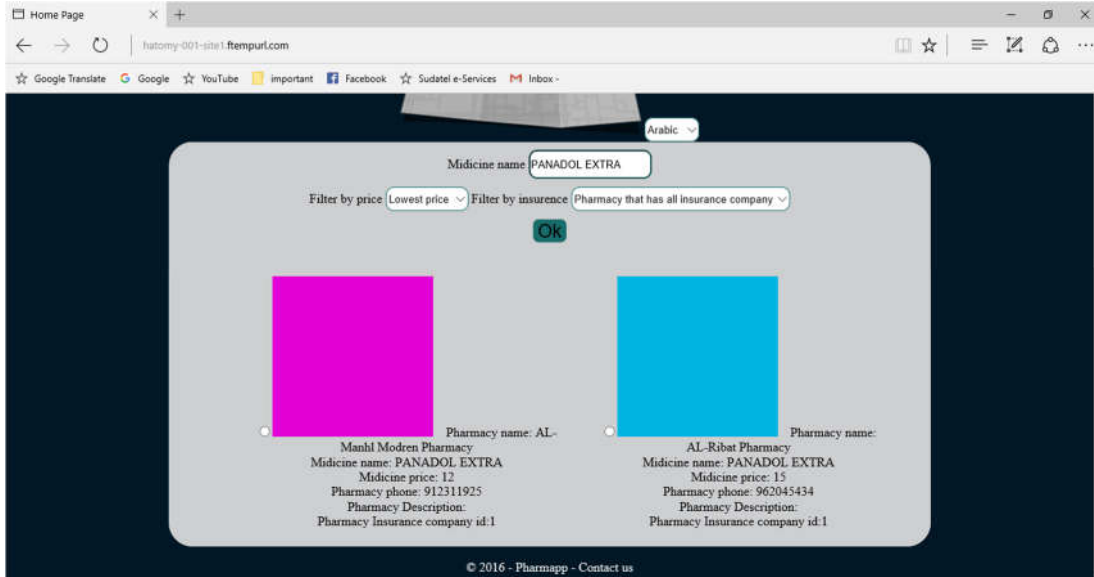 Home Page
hatomy-001-site1.ftempurl.com
Google Translate Google YouTube important Facebook Sudatel e-Services Inbox -
Arabic
Midicine name PANADOL EXTRA
Filter by price Lowest price Filter by insurence Pharmacy that has all insurance company
Ok
Pharmacy name: AL-
Manhl Modren Pharmacy
Midicine name: PANADOL EXTRA
Midicine price: 12
Pharmacy phone: 912311925
Pharmacy Description:
Pharmacy Insurance company id:1
Pharmacy name:
AL-Ribat Pharmacy
Midicine name: PANADOL EXTRA
Midicine price: 15
Pharmacy phone: 962045434
Pharmacy Description:
Pharmacy Insurance company id:1
© 2016 - Pharmapp - Contact us